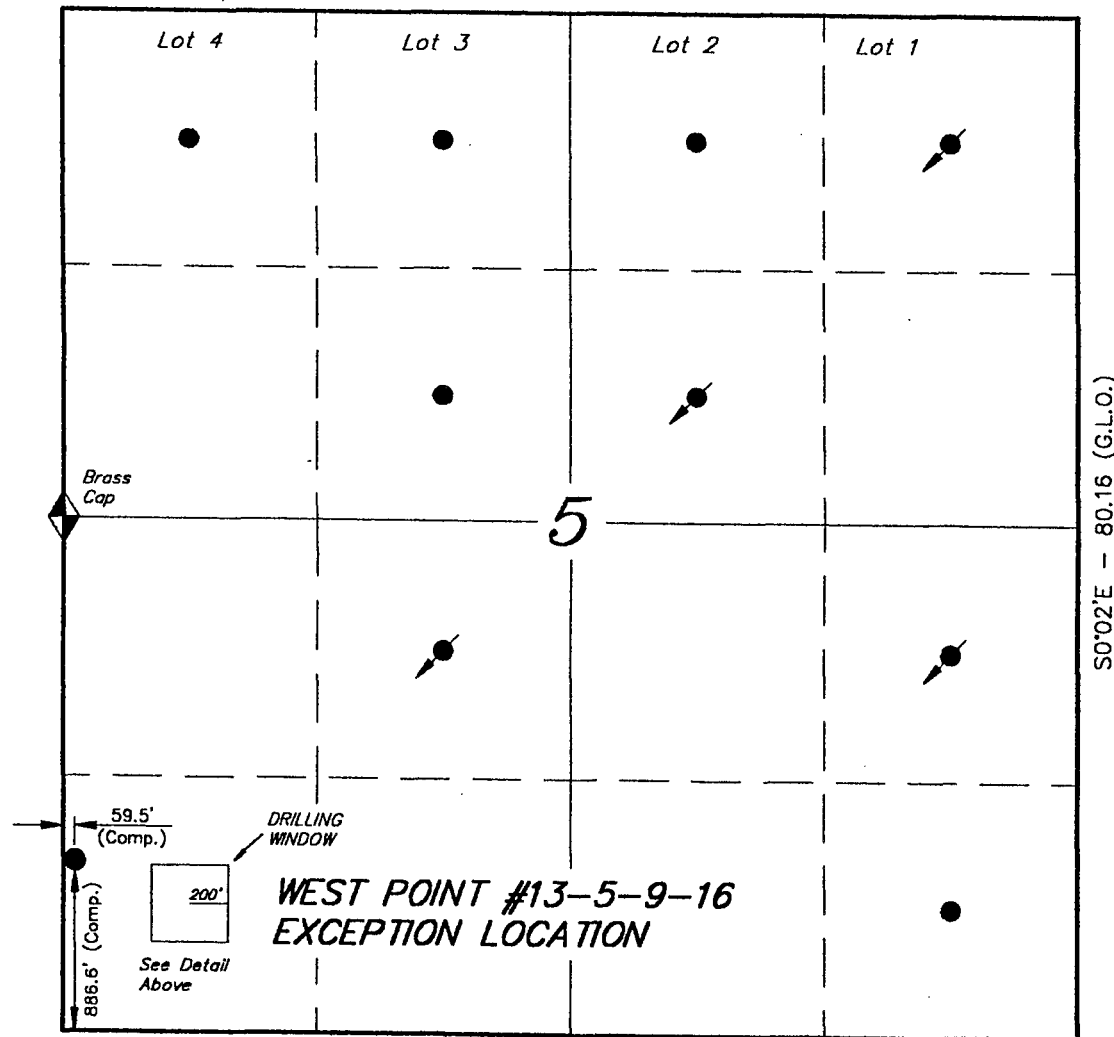 Lot 4
Lot 3
Lot 2
Lot 1
Brass
Cap
5
S0°02'E - 80.16 (G.L.O.)
59.5'
(Comp.)
DRILLING
WINDOW
200'
886.6' (Comp.)
WEST POINT #13-5-9-16
EXCEPTION LOCATION
See Detail
Above